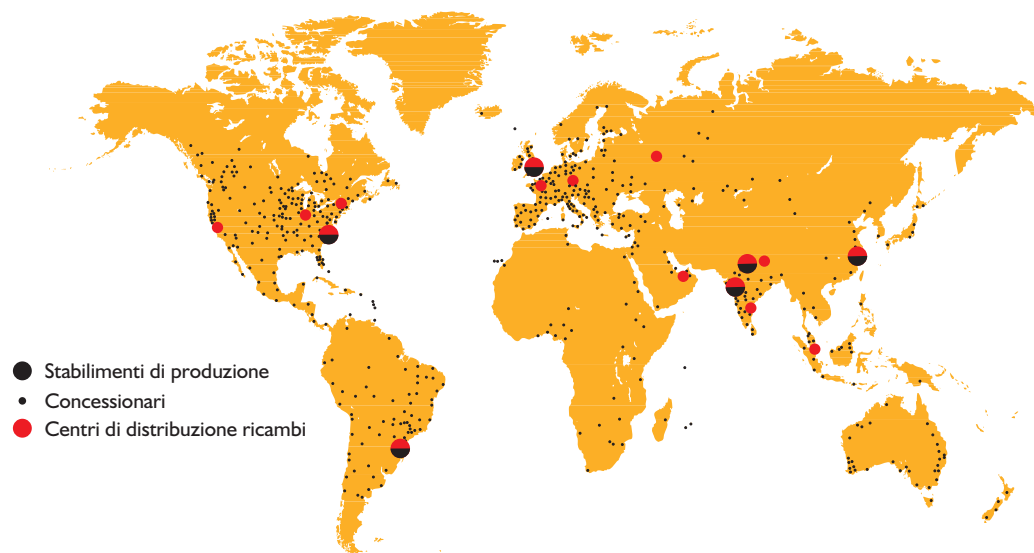 Stabilimenti di produzione
Concessionari
Centri di distribuzione ricambi